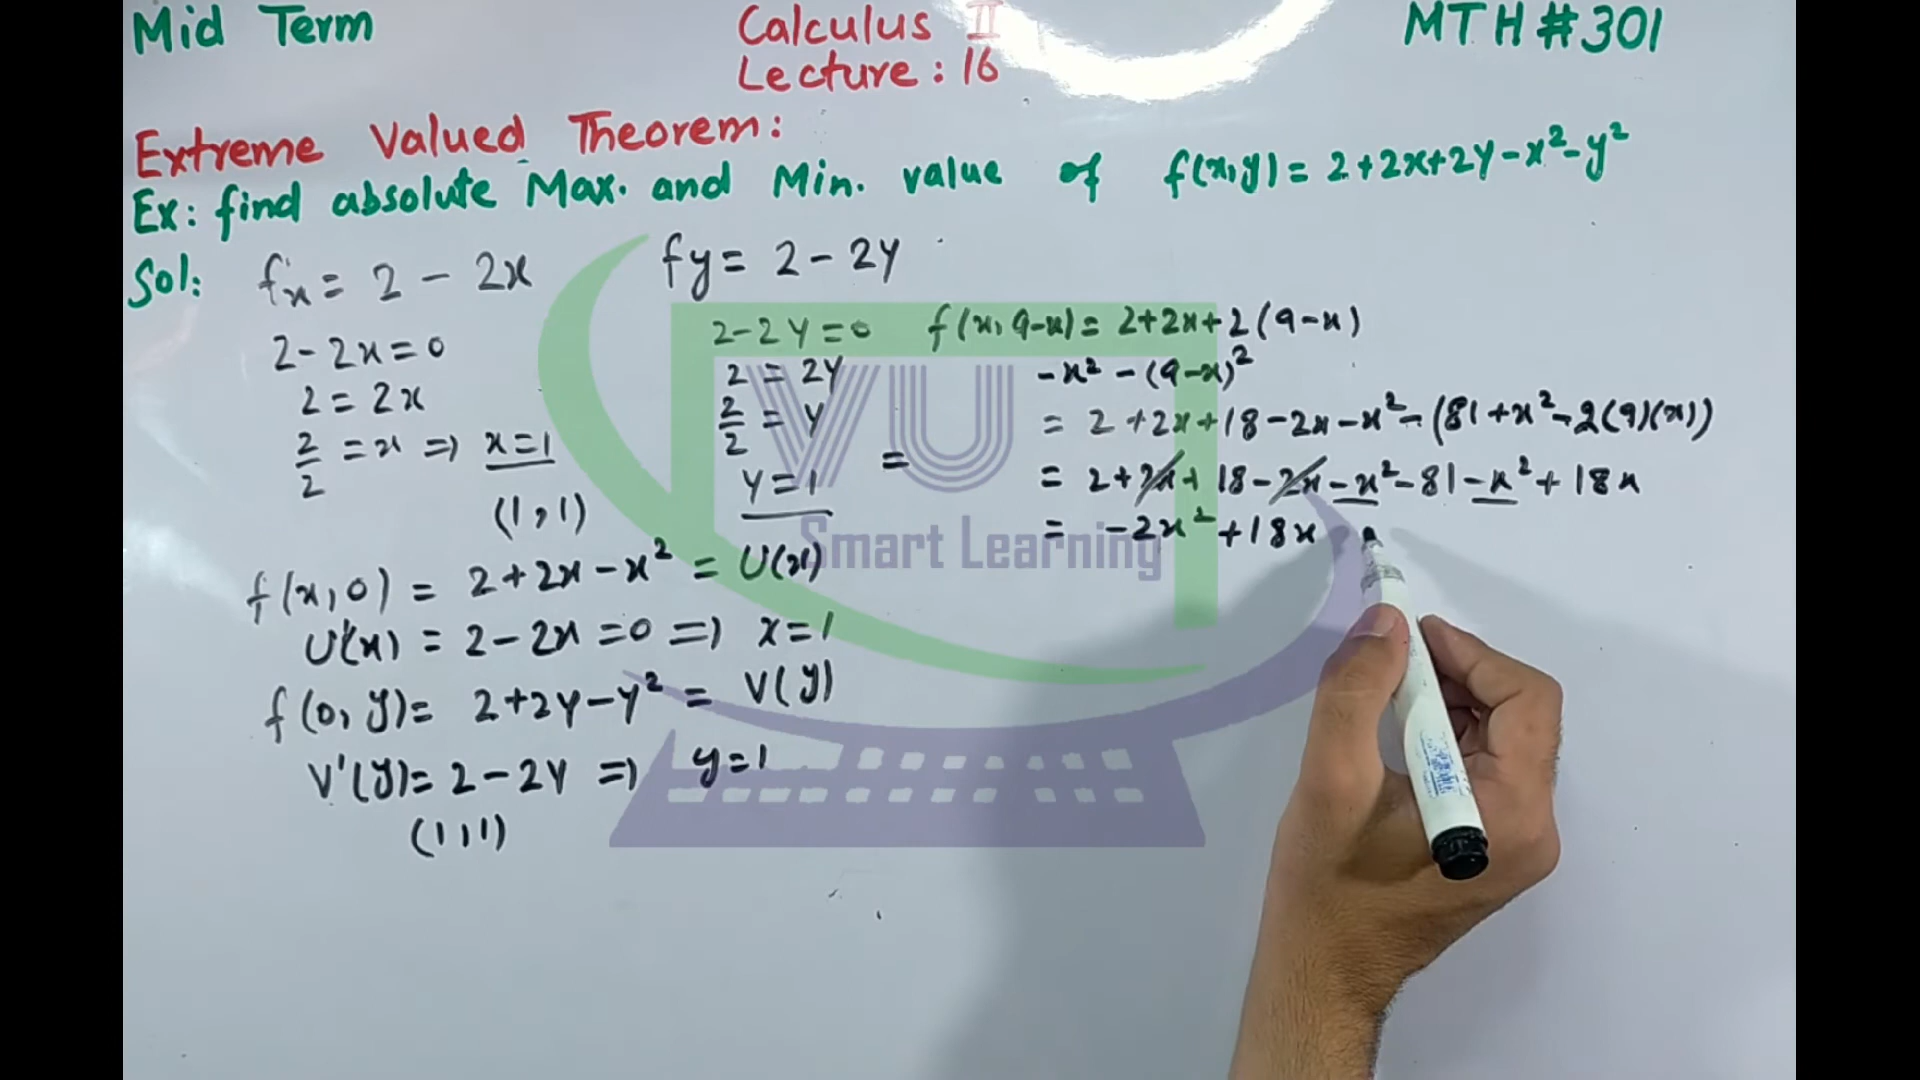 Mid Term
Calculus II
MTH#301
Lecture: 16
Extreme Valued Theorem:
Ex: find absolute Max. and Min. value of f(x,y)= 2+2x+2y-x²-y²
Sol: fx = 2 - 2x
fy = 2 - 2y
2-2x=0
2 = 2x
2/2 = x ⇒ x=1
(1,1)
2-2y=0
2 = 2y
2/2 = y
y=1
f(x,0) = 2+2x-x² = U(x)
U'(x) = 2-2x=0 ⇒ x=1
f(0,y)= 2+2y-y² = V(y)
V'(y)= 2-2y ⇒ y=1
(1,1)
f(x,9-x)= 2+2x+2(9-x)
-x² -(9-x)²
=
= 2+2x+18-2x-x²-(81+x²-2(9)(x))
= 2+2x+18-2x-x²-81-x²+18x
= -2x²+18x
VU
Smart Learning